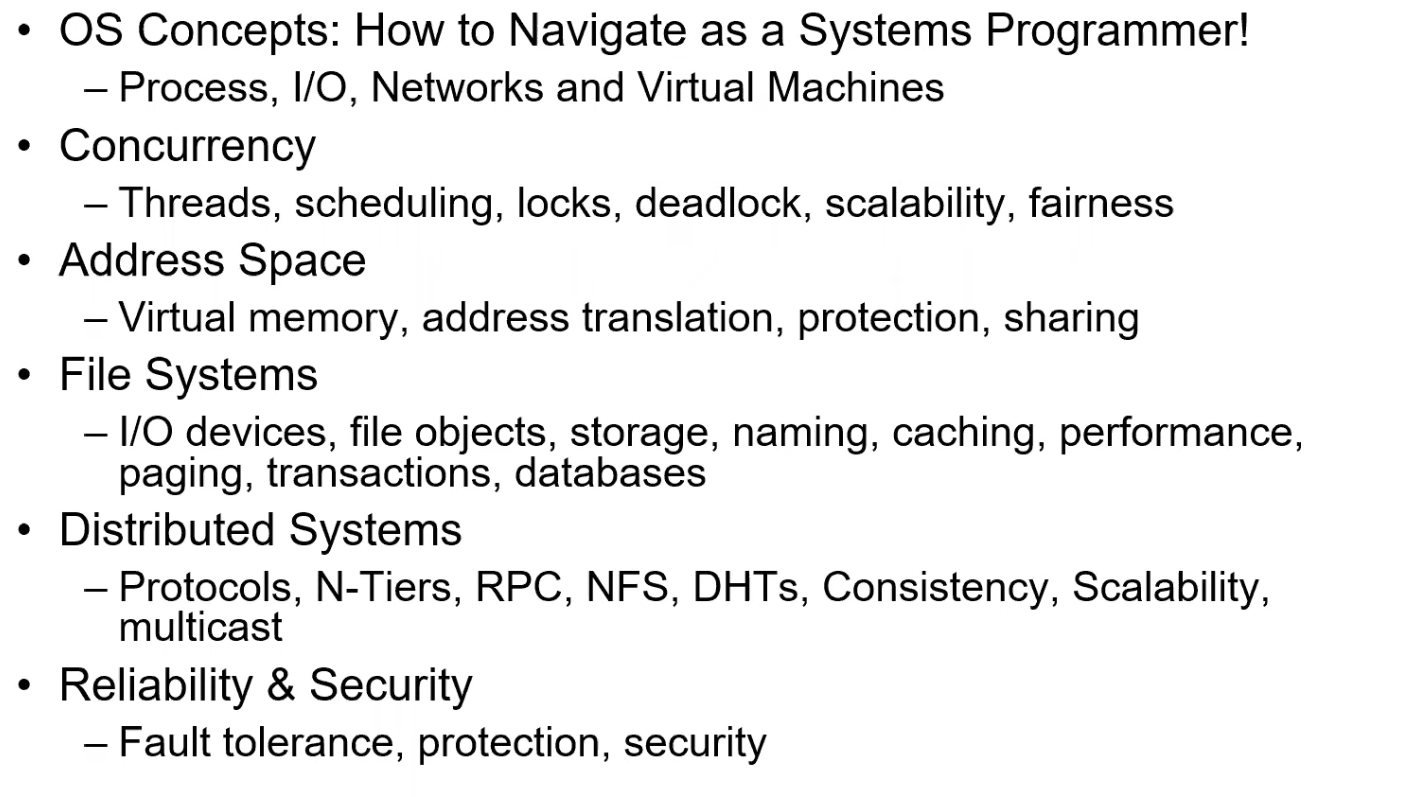 • OS Concepts: How to Navigate as a Systems Programmer!
– Process, I/O, Networks and Virtual Machines
• Concurrency
– Threads, scheduling, locks, deadlock, scalability, fairness
• Address Space
– Virtual memory, address translation, protection, sharing
• File Systems
– I/O devices, file objects, storage, naming, caching, performance,
paging, transactions, databases
• Distributed Systems
– Protocols, N-Tiers, RPC, NFS, DHTs, Consistency, Scalability,
multicast
• Reliability & Security
– Fault tolerance, protection, security